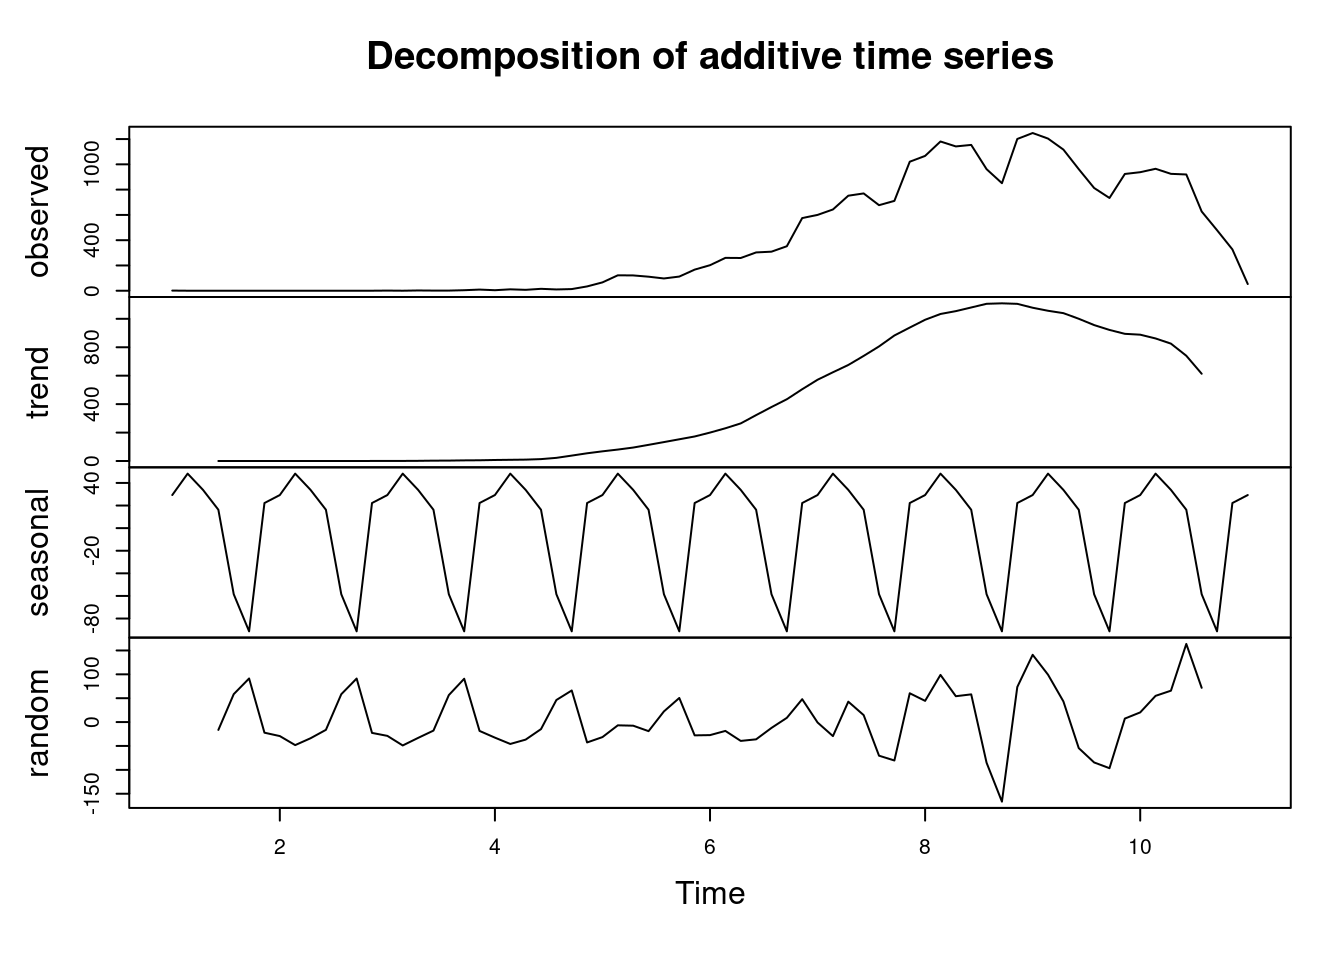 Decomposition of additive time series
observed
0 400 1000
trend
0 400 800
seasonal
-80 -20 40
random
-150 0 100
2 4 6 8 10
Time